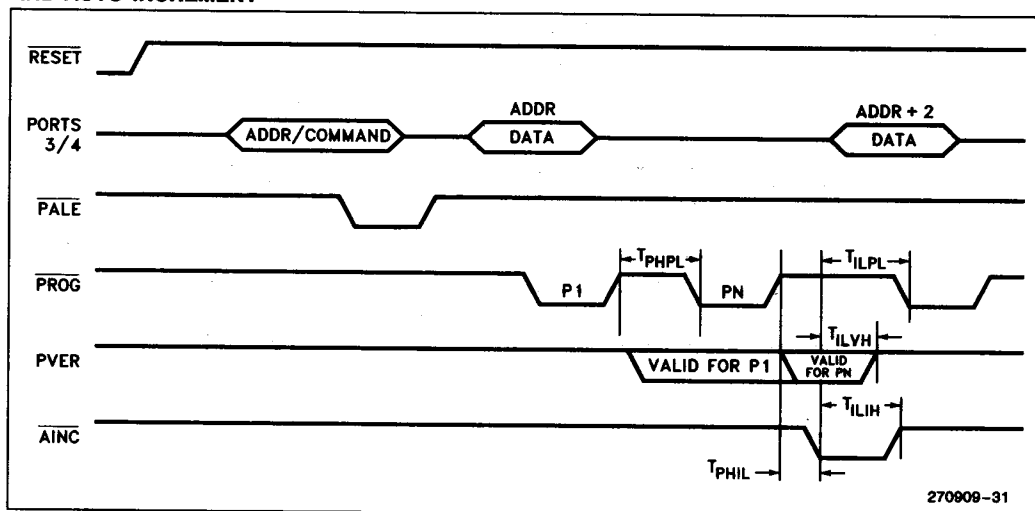 RESET
ADDR
ADDR + 2
PORTS
3/4
ADDR/COMMAND
DATA
DATA
PALE
PROG
P1
TPHPL
PN
TILPL
TILVH
PVER
VALID FOR P1
VALID
FOR PN
TILIH
AINC
TPHIL
270909-31